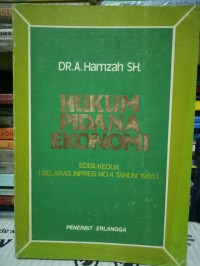 DR.A.Hamzah SH.
HUKUM
PIDANA
EKONOMI
EDISI KEDUA
(SELARAS INPRES NO.4 TAHUN 1985)
PENERBIT ERLANGGA